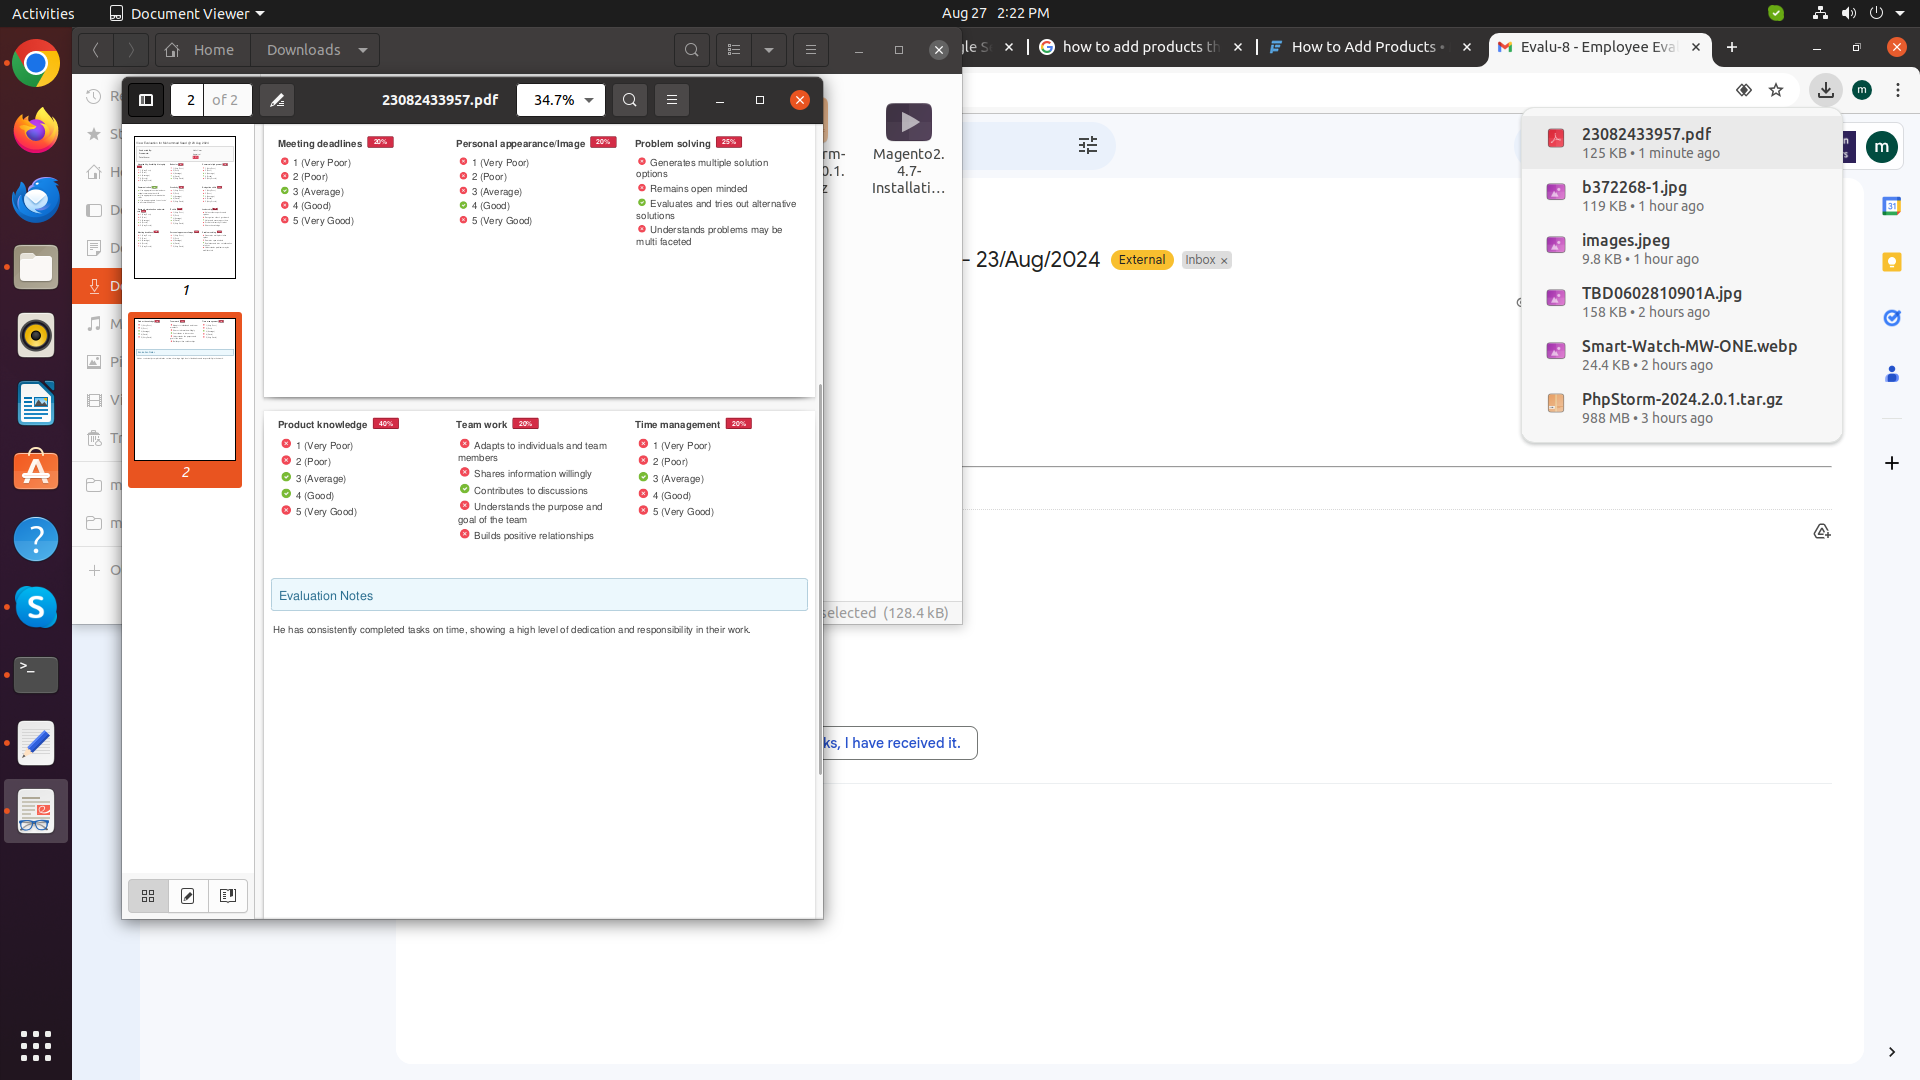 Activities
Document Viewer
Aug 27 2:22 PM
Home
Downloads
how to add products th
How to Add Products •
Evalu-8 - Employee Eva
2
of 2
23082433957.pdf
34.7%
Magento2.
4.7-
Installati…
Meeting deadlines 20%
1 (Very Poor)
2 (Poor)
3 (Average)
4 (Good)
5 (Very Good)
Personal appearance/Image 20%
1 (Very Poor)
2 (Poor)
3 (Average)
4 (Good)
5 (Very Good)
Problem solving 25%
Generates multiple solution
options
Remains open minded
Evaluates and tries out alternative
solutions
Understands problems may be
multi faceted
1
2
Product knowledge 40%
1 (Very Poor)
2 (Poor)
3 (Average)
4 (Good)
5 (Very Good)
Team work 20%
Adapts to individuals and team
members
Shares information willingly
Contributes to discussions
Understands the purpose and
goal of the team
Builds positive relationships
Time management 20%
1 (Very Poor)
2 (Poor)
3 (Average)
4 (Good)
5 (Very Good)
Evaluation Notes
He has consistently completed tasks on time, showing a high level of dedication and responsibility in their work.
selected (128.4 kB)
- 23/Aug/2024
External
Inbox
, I have received it.
m
m
23082433957.pdf
125 KB • 1 minute ago
b372268-1.jpg
119 KB • 1 hour ago
images.jpeg
9.8 KB • 1 hour ago
TBD0602810901A.jpg
158 KB • 2 hours ago
Smart-Watch-MW-ONE.webp
24.4 KB • 2 hours ago
PhpStorm-2024.2.0.1.tar.gz
988 MB • 3 hours ago